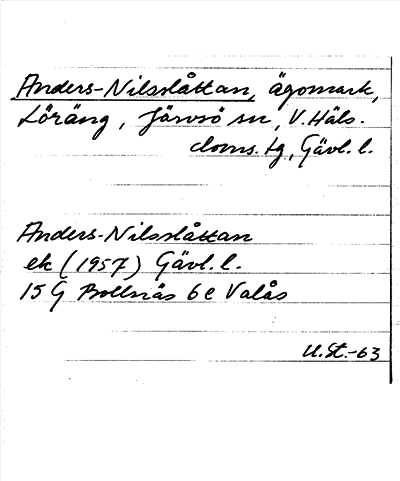 Anders-Nilsslåttan, ägomark,
Löräng, Järvsö sn, V. Häls.
doms. tg, Gävl. l.
Anders-Nilsslåttan
ek (1957) Gävl. l.
15 G Bollnäs 6 e Valås
U.St.-63